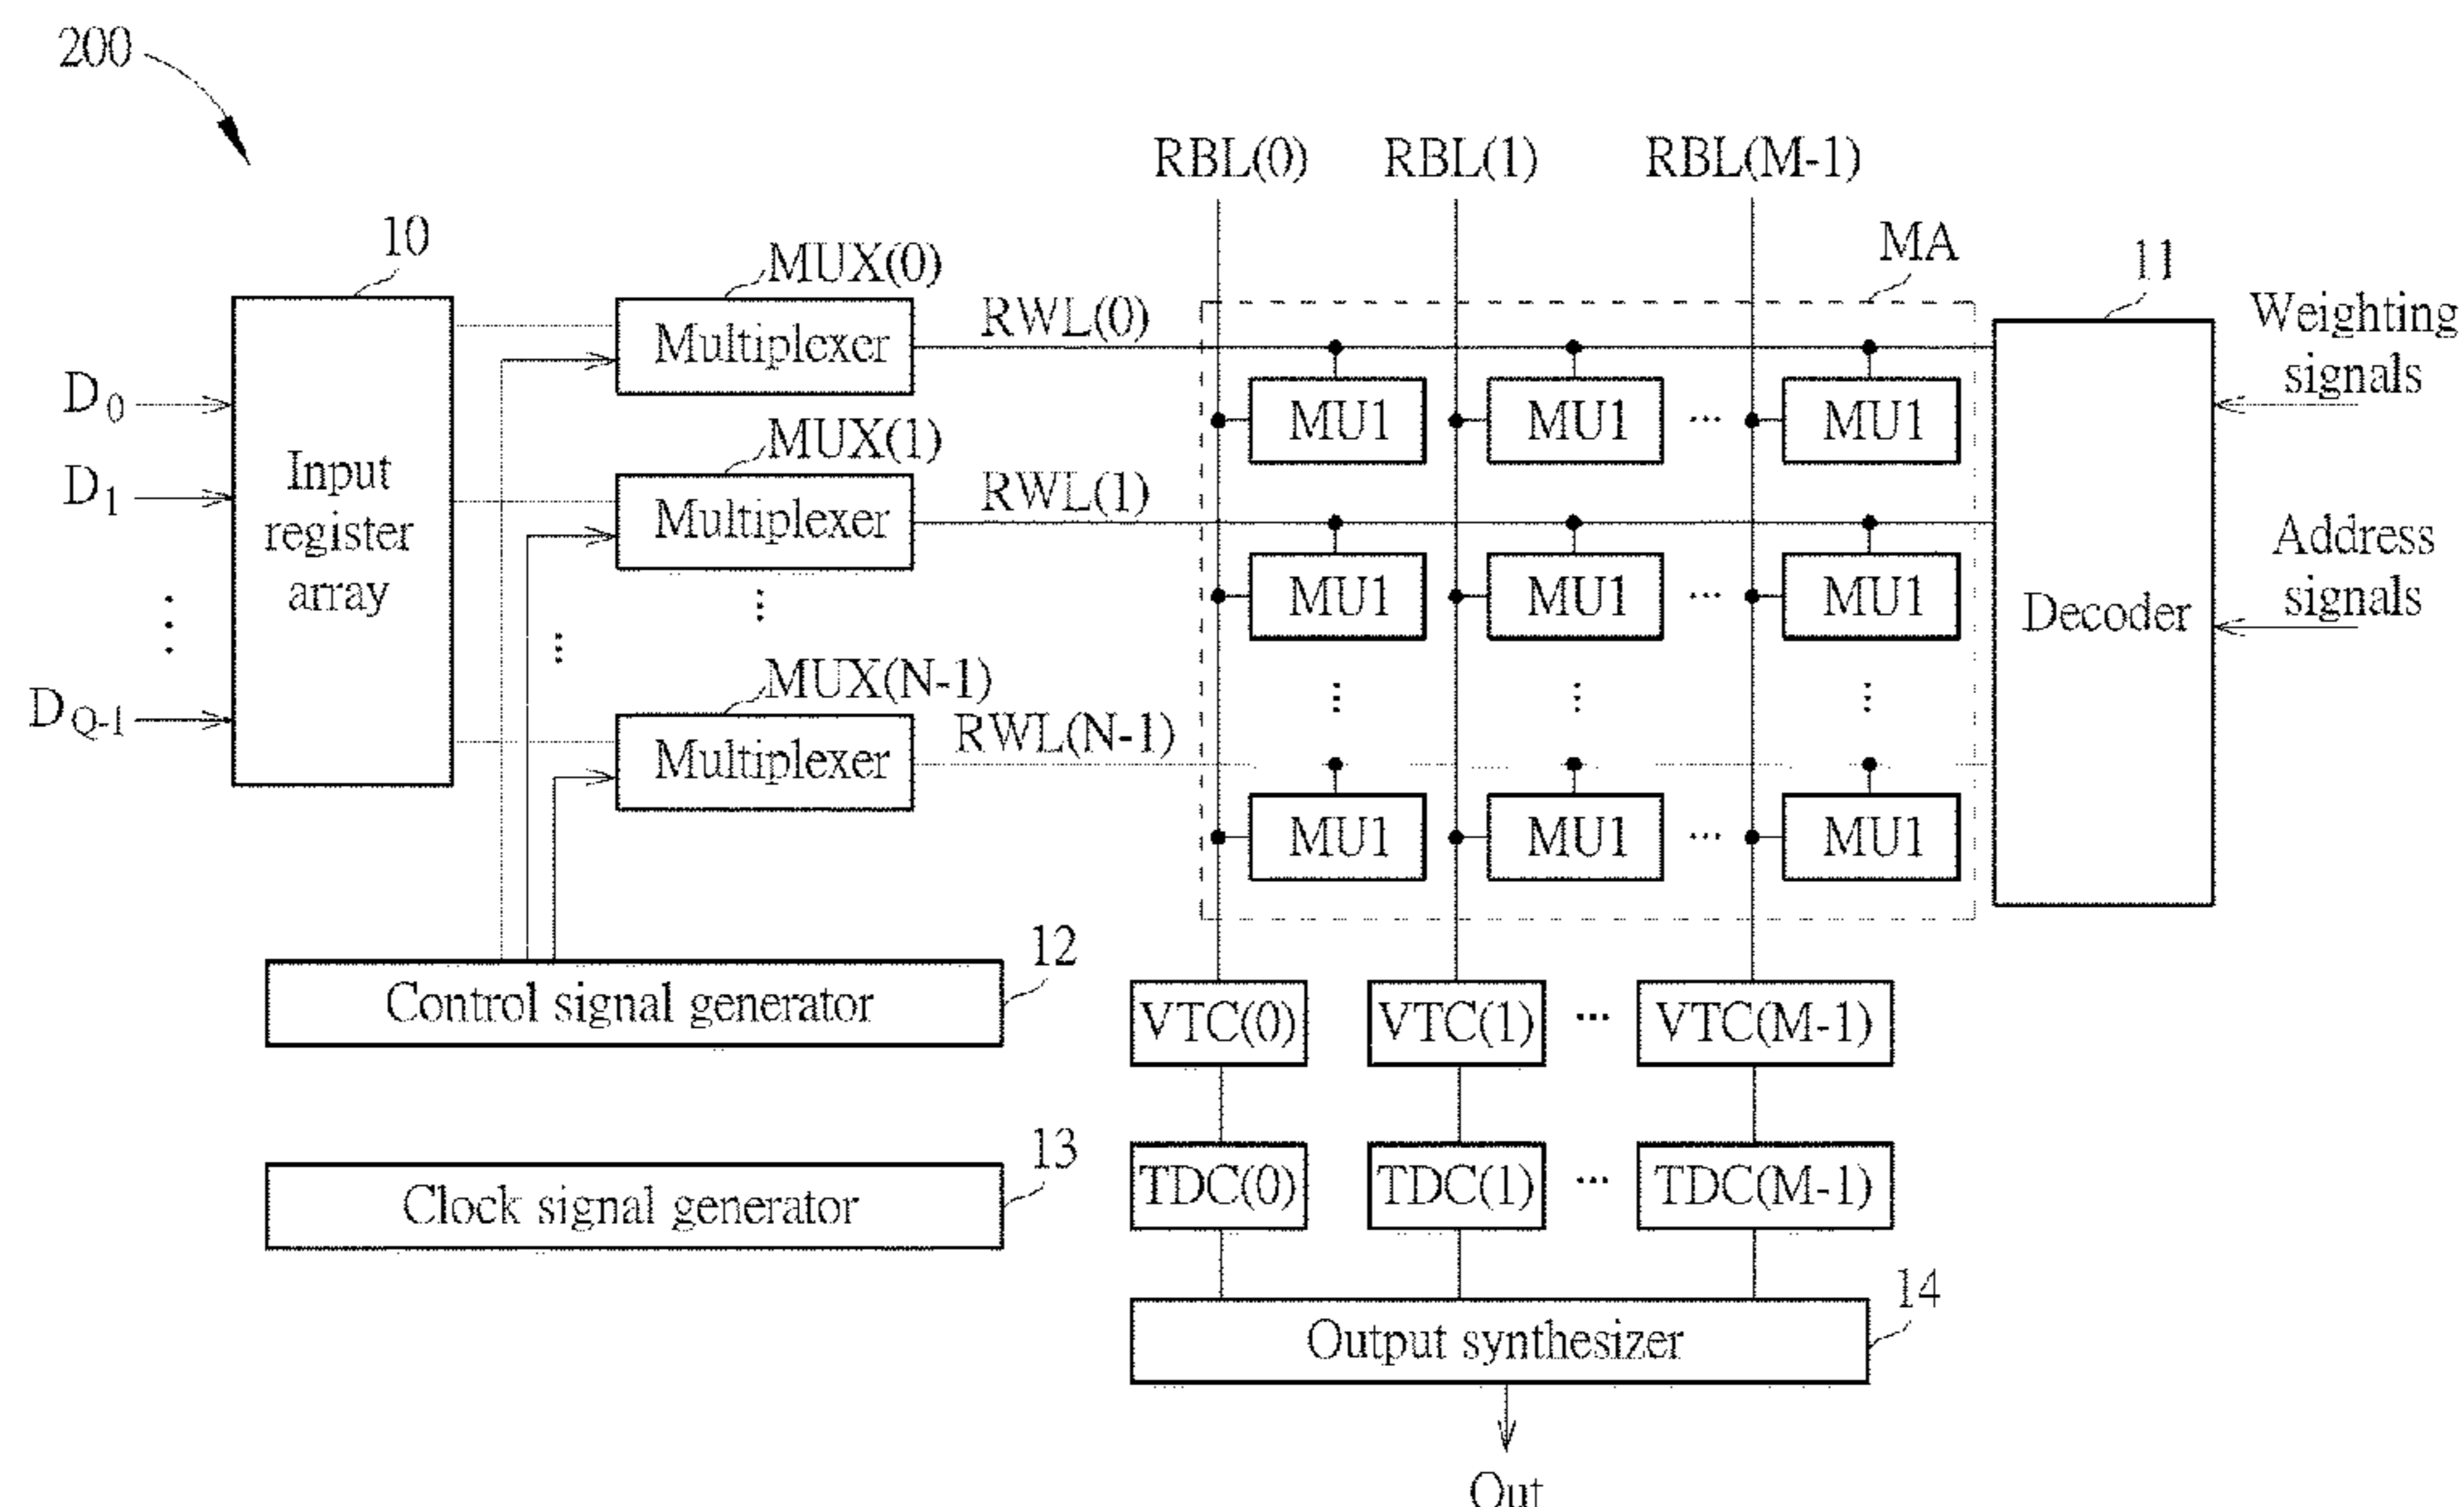 200
RBL(0) RBL(1) RBL(M-1)
10
MUX(0)
MA
11
Weighting
signals
Multiplexer
RWL(0)
D0
MU1 MU1 ... MU1
MUX(1)
D1
Input
register
array
Multiplexer
RWL(1)
Address
signals
MU1 MU1 ... MU1
Decoder
...
...
...
MUX(N-1)
... ... ...
DQ-1
Multiplexer
RWL(N-1)
MU1 MU1 ... MU1
12
Control signal generator
VTC(0) VTC(1) ... VTC(M-1)
13
Clock signal generator
TDC(0) TDC(1) ... TDC(M-1)
14
Output synthesizer
Out